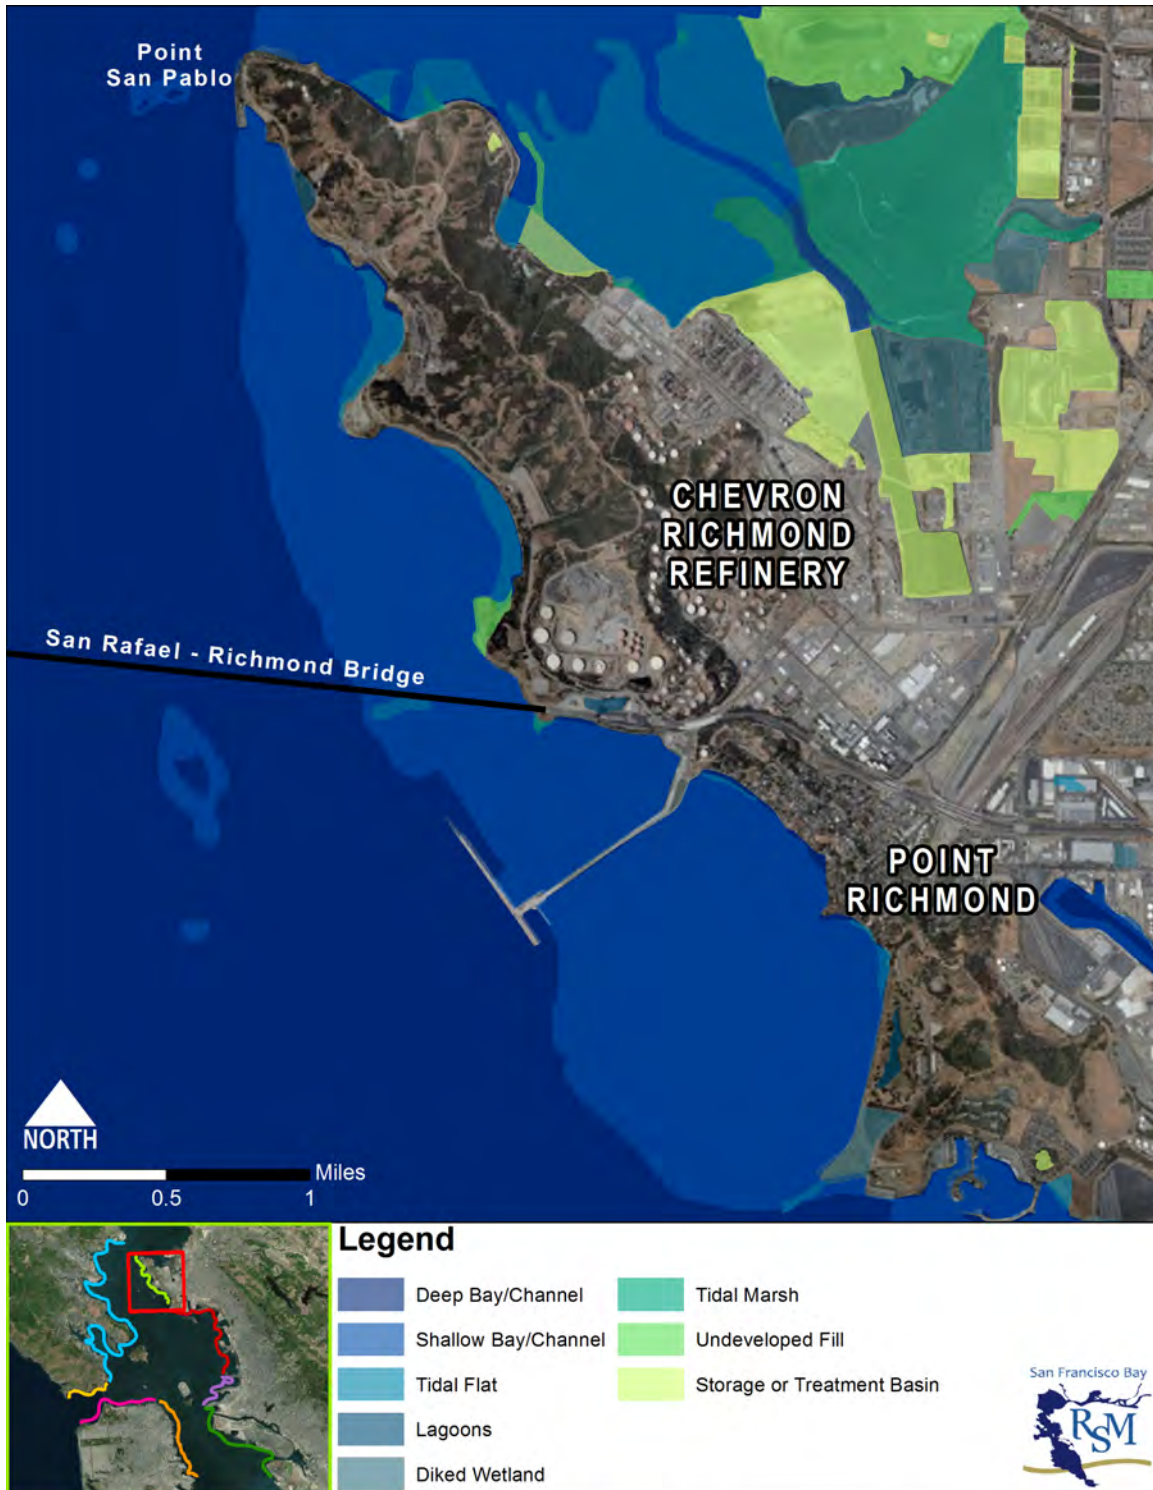 Point
San Pablo
CHEVRON
RICHMOND
REFINERY
San Rafael - Richmond Bridge
POINT
RICHMOND
NORTH
Miles
0 0.5 1
Legend
Deep Bay/Channel
Shallow Bay/Channel
Tidal Flat
Lagoons
Diked Wetland
Tidal Marsh
Undeveloped Fill
Storage or Treatment Basin
San Francisco Bay
RSM